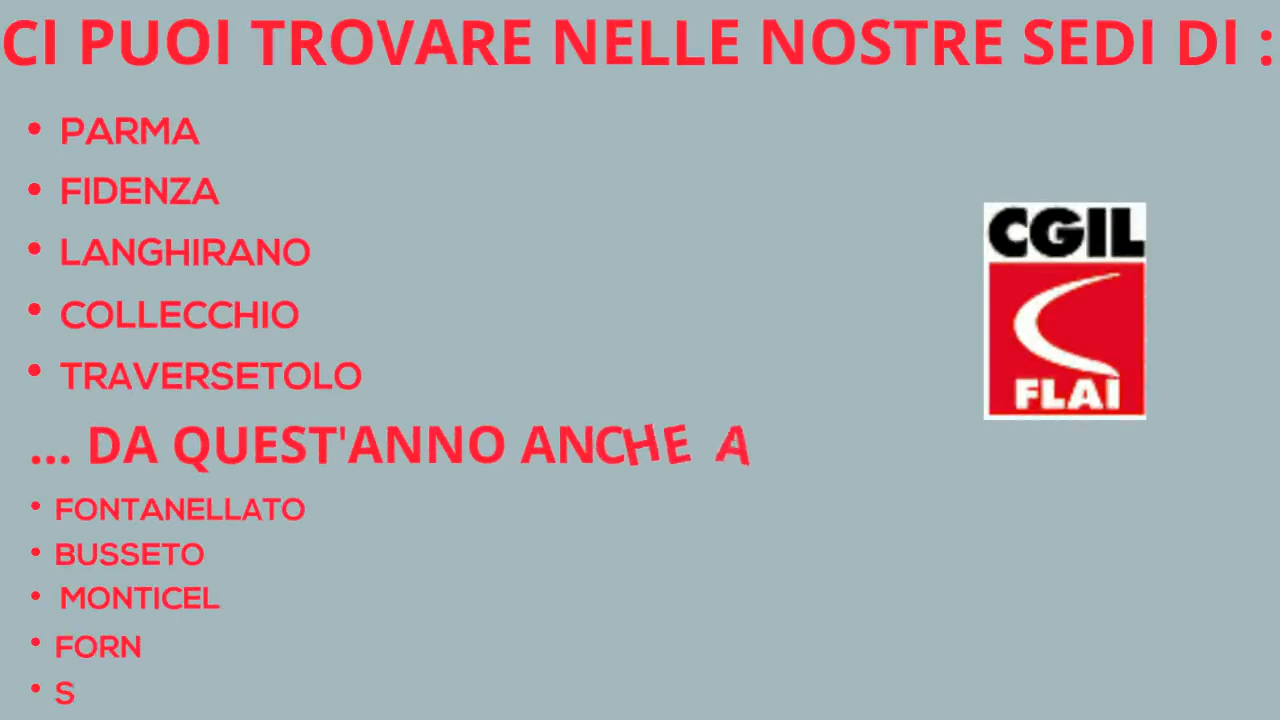 CI PUOI TROVARE NELLE NOSTRE SEDI DI :
• PARMA
• FIDENZA
• LANGHIRANO
• COLLECCHIO
• TRAVERSETOLO
... DA QUEST'ANNO ANCHE A
• FONTANELLATO
• BUSSETO
• MONTICEL
• FORN
• S
CGIL
FLAI